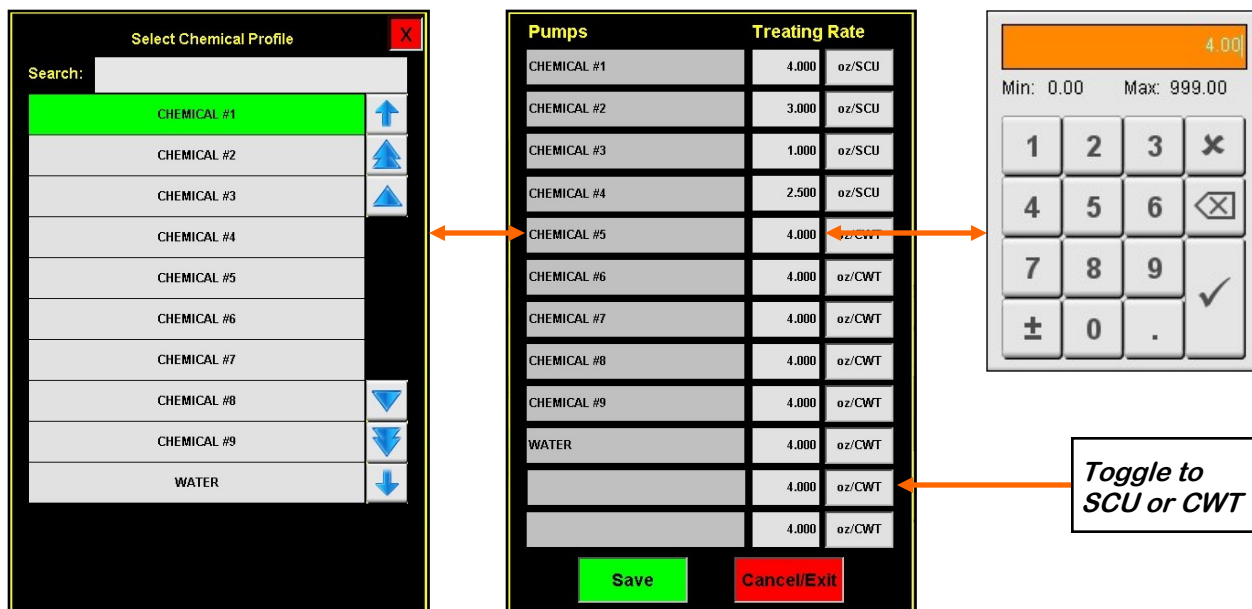 Select Chemical Profile
X
Search:
CHEMICAL #1
CHEMICAL #2
CHEMICAL #3
CHEMICAL #4
CHEMICAL #5
CHEMICAL #6
CHEMICAL #7
CHEMICAL #8
CHEMICAL #9
WATER
Pumps Treating Rate
CHEMICAL #1 4.000 oz/SCU
CHEMICAL #2 3.000 oz/SCU
CHEMICAL #3 1.000 oz/SCU
CHEMICAL #4 2.500 oz/SCU
CHEMICAL #5 4.000 oz/CWT
CHEMICAL #6 4.000 oz/CWT
CHEMICAL #7 4.000 oz/CWT
CHEMICAL #8 4.000 oz/CWT
CHEMICAL #9 4.000 oz/CWT
WATER 4.000 oz/CWT
4.000 oz/CWT
4.000 oz/CWT
Save Cancel/Exit
4.00
Min: 0.00 Max: 999.00
1 2 3
4 5 6
7 8 9
± 0 .
Toggle to
SCU or CWT